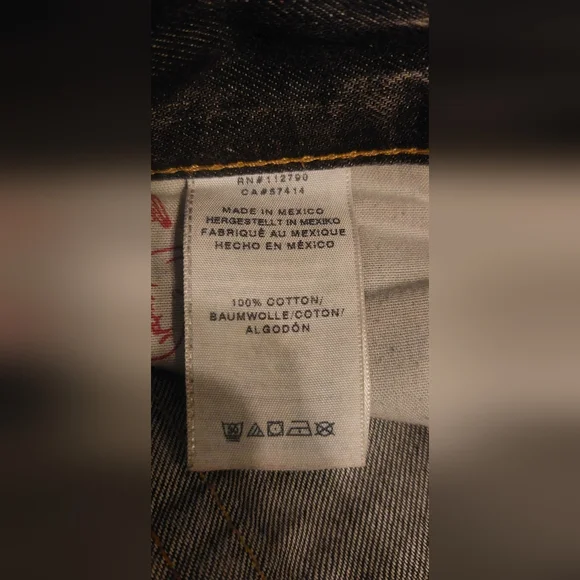 RN#112790
CA#57414
MADE IN MEXICO
HERGESTELLT IN MEXIKO
FABRIQUÉ AU MEXIQUE
HECHO EN MÉXICO
100% COTTON/
BAUMWOLLE/COTON/
ALGODÓN